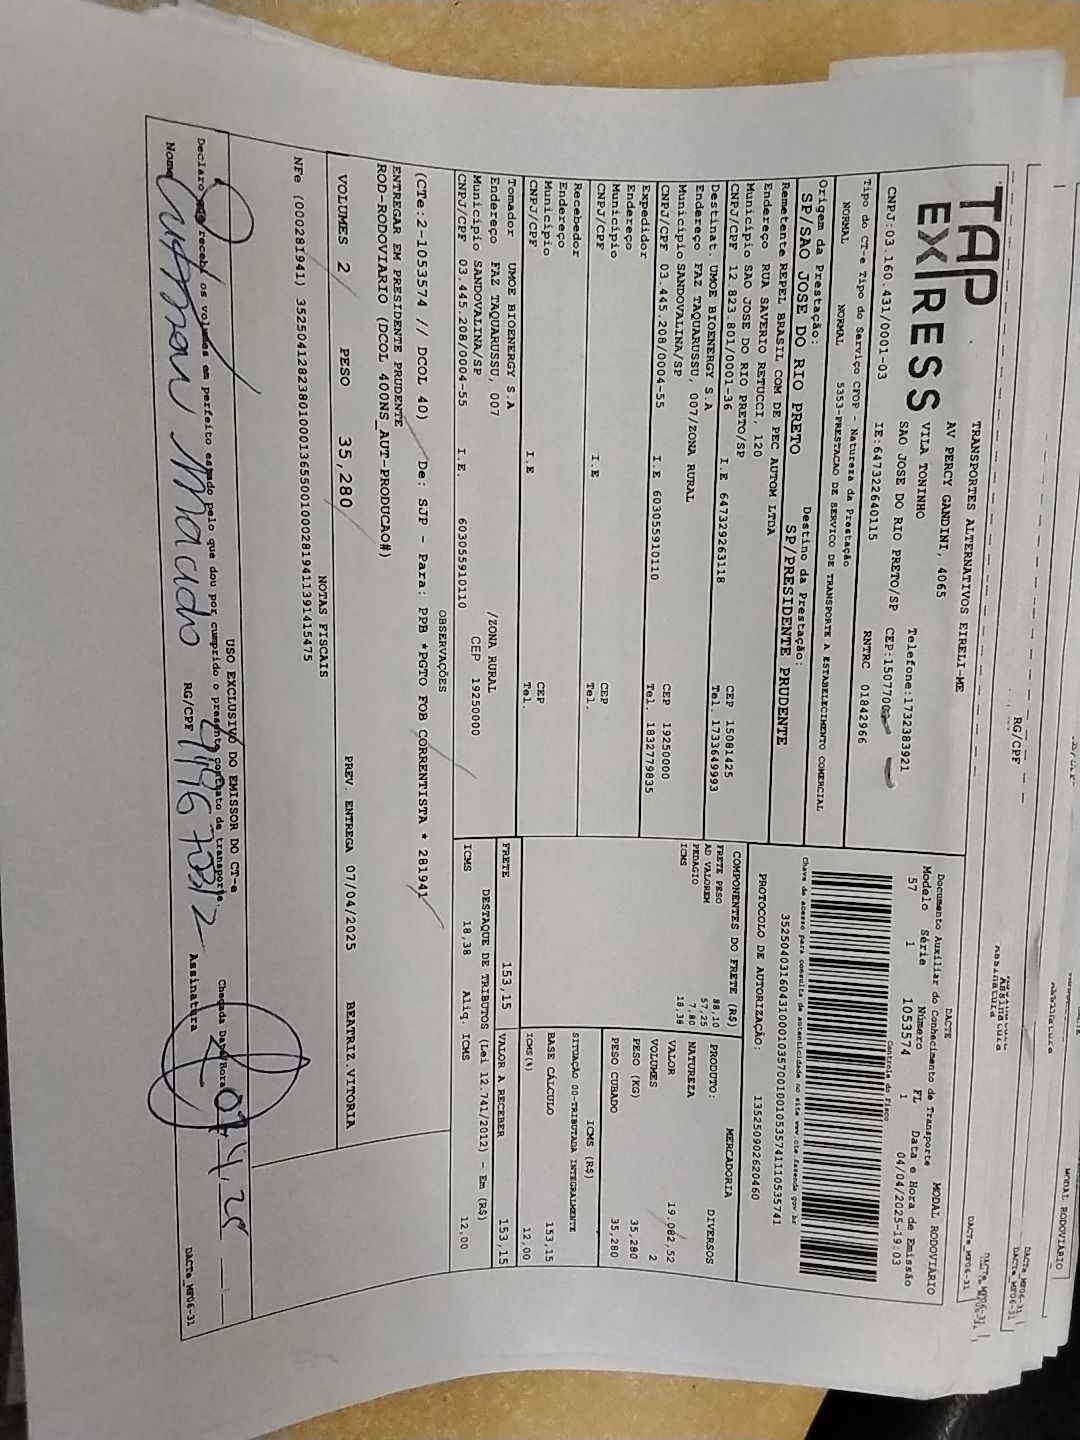 TAP
EXPRESS
TRANSPORTES ALTERNATIVOS EIRELI-ME
AV PERCY GANDINI, 4065
VILA TONINHO
SAO JOSE DO RIO PRETO/SP
Telefone:1732383921
CEP:1507700
CNPJ:03.160.431/0001-03 IE:647322640115 RNTRC 01842966
Tipo do CT-e Tipo do Serviço CFOP - Natureza da Prestação
NORMAL NORMAL 5353-PRESTACAO DE SERVICO DE TRANSPORTE A ESTABELECIMENTO COMERCIAL
Origem da Prestação: Destino da Prestação:
SP/SAO JOSE DO RIO PRETO SP/PRESIDENTE PRUDENTE
Remetente REPEL BRASIL COM DE PEC AUTOM LTDA
Endereço RUA SAVERIO RETUCCI, 120
Município SAO JOSE DO RIO PRETO/SP CEP 15081425
CNPJ/CPF 12.823.801/0001-36 I.E 647329263118 Tel. 1733649993
Destinat. UMOE BIOENERGY S.A
Endereço FAZ TAQUARUSSU, 007/ZONA RURAL
Município SANDOVALINA/SP CEP 19250000
CNPJ/CPF 03.445.208/0004-55 I.E 603055910110 Tel. 1832779835
Expedidor
Endereço
Município CEP
CNPJ/CPF I.E Tel.
Recebedor
Endereço
Município CEP
CNPJ/CPF I.E Tel.
Tomador UMOE BIOENERGY S.A
Endereço FAZ TAQUARUSSU, 007 /ZONA RURAL
Município SANDOVALINA/SP CEP 19250000
CNPJ/CPF 03.445.208/0004-55 I.E. 603055910110
DACTE MODAL RODOVIÁRIO
Documento Auxiliar do Conhecimento de Transporte
Modelo Série Número FL Data e Hora de Emissão
57 1 1053574 1 04/04/2025-19:03
Controle do Fisco
Chave de acesso para consulta de autenticidade no site www.cte.fazenda.gov.br
PROTOCOLO DE AUTORIZAÇÃO: 135250902620460
COMPONENTES DO FRETE (R$)
FRETE PESO 88,10
AD VALOREM 57,25
PEDAGIO 7,80
ICMS 18,38
MERCADORIA
PRODUTO: DIVERSOS
NATUREZA
VALOR 19.082,52
VOLUMES 2
PESO (KG) 35,280
PESO CUBADO 35,280
ICMS (R$)
SITUAÇÃO 00-TRIBUTADA INTEGRALMENTE
BASE CÁLCULO 153,15
ICMS(%) 12,00
FRETE 153,15 VALOR A RECEBER 153,15
DESTAQUE DE TRIBUTOS (Lei 12.741/2012) - Em (R$)
ICMS 18,38 Aliq. ICMS 12,00
OBSERVAÇÕES
(CTe:2-1053574 // DCOL 40) De: SJP - Para: PPB *PGTO FOB CORRENTISTA * 281941
ENTREGAR EM PRESIDENTE PRUDENTE
ROD-RODOVIARIO (DCOL 400NS_AUT-PRODUCAO#)
VOLUMES 2 PESO 35,280 PREV. ENTREGA 07/04/2025 BEATRIZ.VITORIA
NOTAS FISCAIS
NFe (000281941)
USO EXCLUSIVO DO EMISSOR DO CT-e
Declaro que recebi os volumes em perfeito estado pelo que dou por cumprido o presente contrato de transporte.
Chegada Data/Hora
Nome Macado RG/CPF Assinatura
DACTe_MF06-31
RG/CPF
Assinatura
MODAL RODOVIÁRIO
DACTe_MF06-31